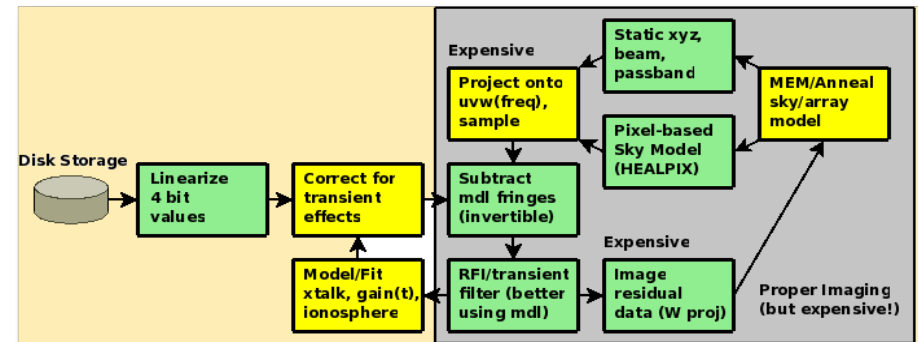 Disk Storage
Linearize
4 bit
values
Correct for
transient
effects
Model/Fit
xtalk, gain(t),
ionosphere
Expensive
Project onto
uvw(freq),
sample
Static xyz,
beam,
passband
Pixel-based
Sky Model
(HEALPIX)
MEM/Anneal
sky/array
model
Subtract
mdl fringes
(invertible)
RFI/transient
filter (better
using mdl)
Expensive
Image
residual
data (W proj)
Proper Imaging
(but expensive!)